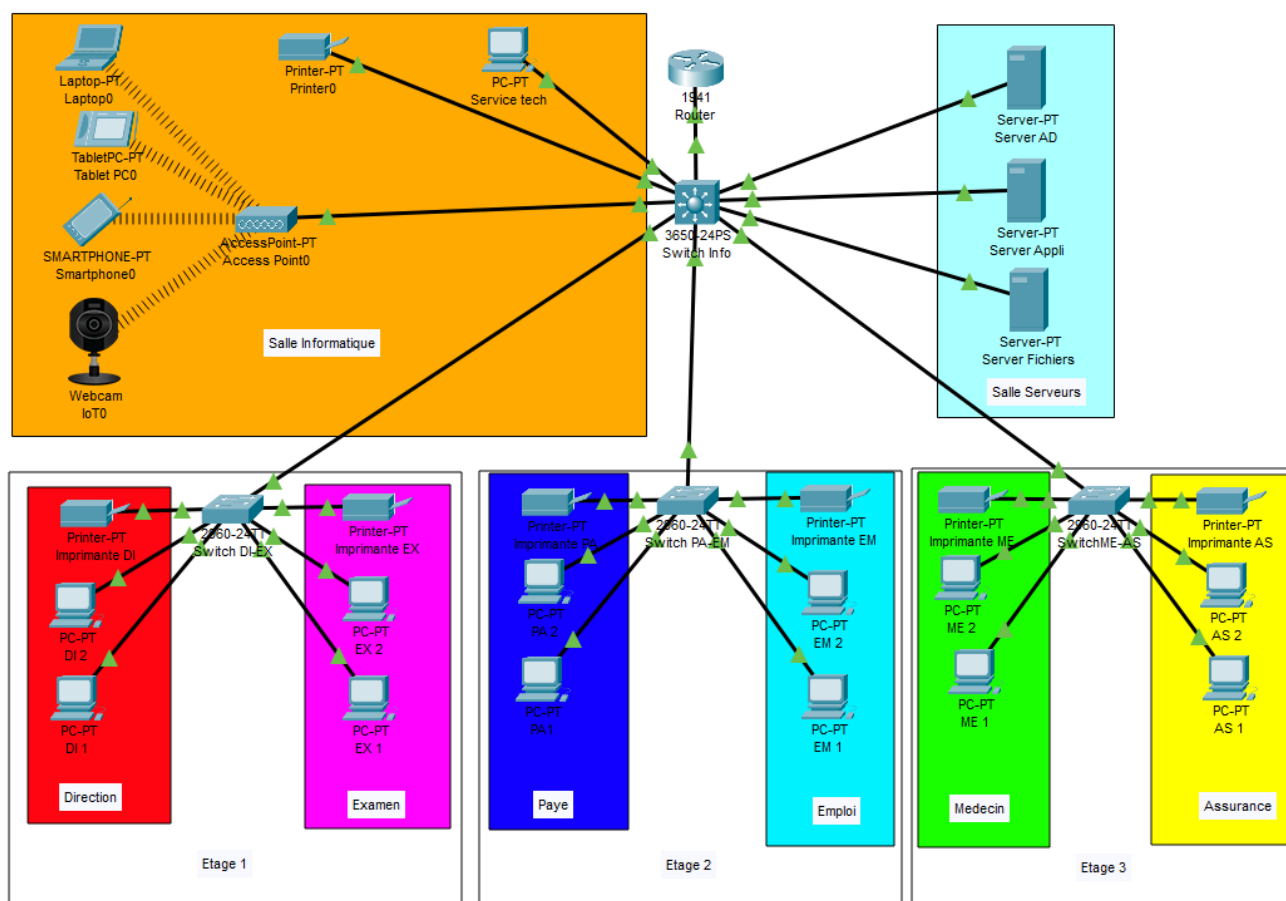 Laptop-PT
Laptop0
Printer-PT
Printer0
PC-PT
Service tech
1941
Router
Server-PT
Server AD
TabletPC-PT
Tablet PC0
SMARTPHONE-PT
Smartphone0
AccessPoint-PT
Access Point0
3650-24PS
Switch Info
Server-PT
Server Appli
Server-PT
Server Fichiers
Salle Informatique
Webcam
IoT0
Salle Serveurs
Printer-PT
Imprimante DI
2960-24TT
Switch DI-EX
Printer-PT
Imprimante EX
PC-PT
DI 2
PC-PT
EX 2
PC-PT
DI 1
PC-PT
EX 1
Direction
Examen
Etage 1
Printer-PT
Imprimante PA
2960-24TT
Switch PA-EM
Printer-PT
Imprimante EM
PC-PT
PA 2
PC-PT
EM 2
PC-PT
PA1
PC-PT
EM 1
Paye
Emploi
Etage 2
Printer-PT
Imprimante ME
2960-24TT
SwitchME-AS
Printer-PT
Imprimante AS
PC-PT
ME 2
PC-PT
AS 2
PC-PT
ME 1
PC-PT
AS 1
Medecin
Assurance
Etage 3